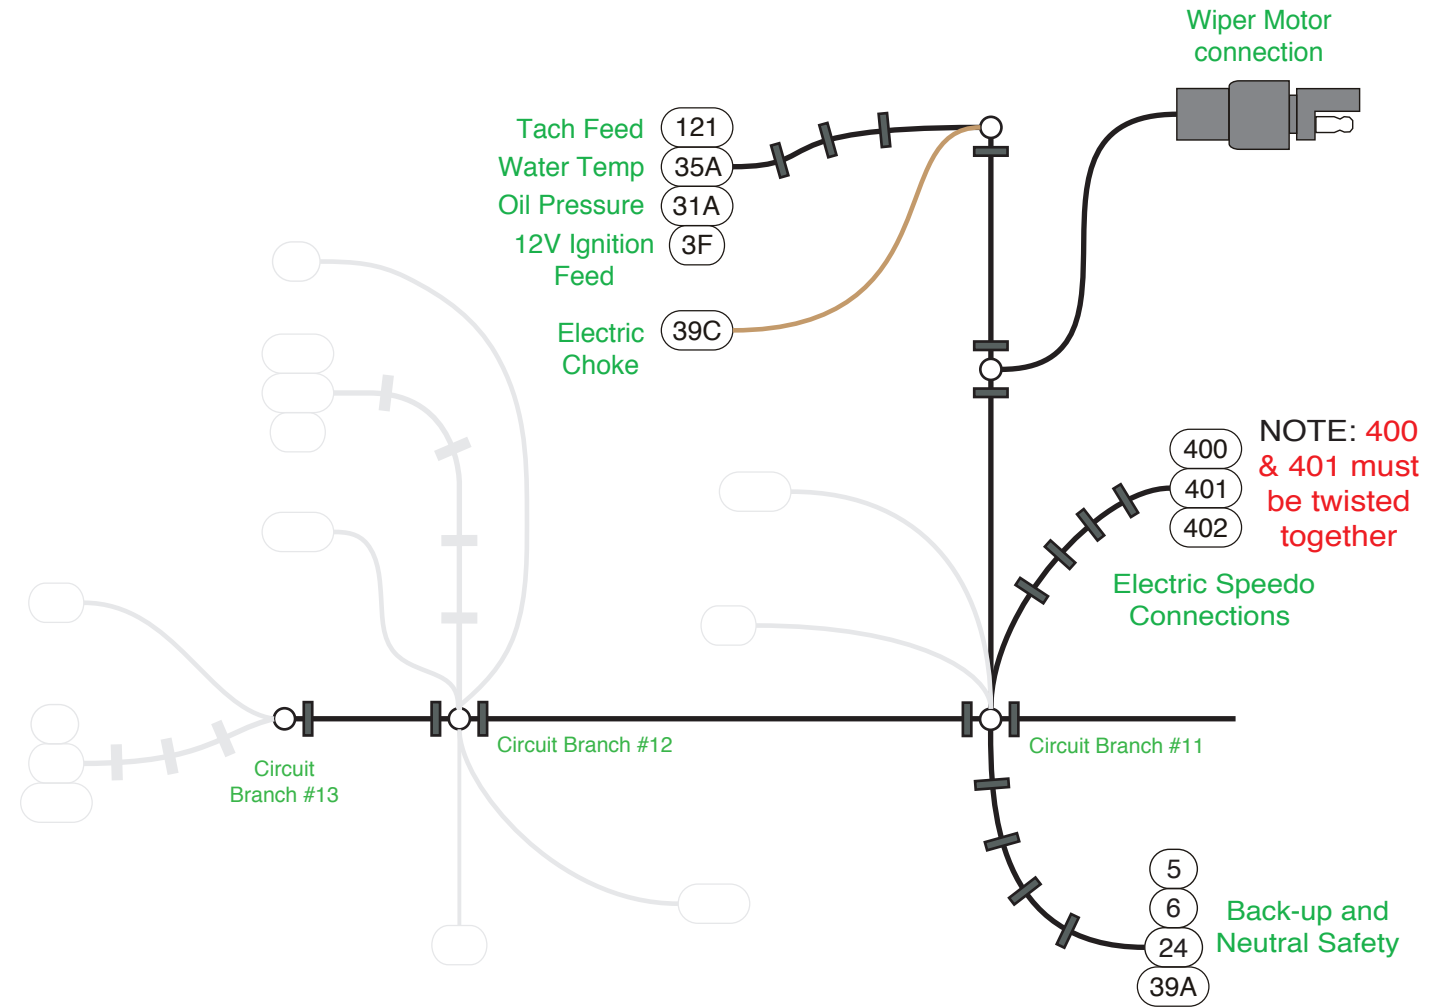 Wiper Motor
connection
Tach Feed 121
Water Temp 35A
Oil Pressure 31A
12V Ignition 3F
Feed
Electric 39C
Choke
400
401
402
NOTE: 400
& 401 must
be twisted
together
Electric Speedo
Connections
Circuit Branch #12
Circuit Branch #11
Circuit
Branch #13
5
6
24
39A
Back-up and
Neutral Safety